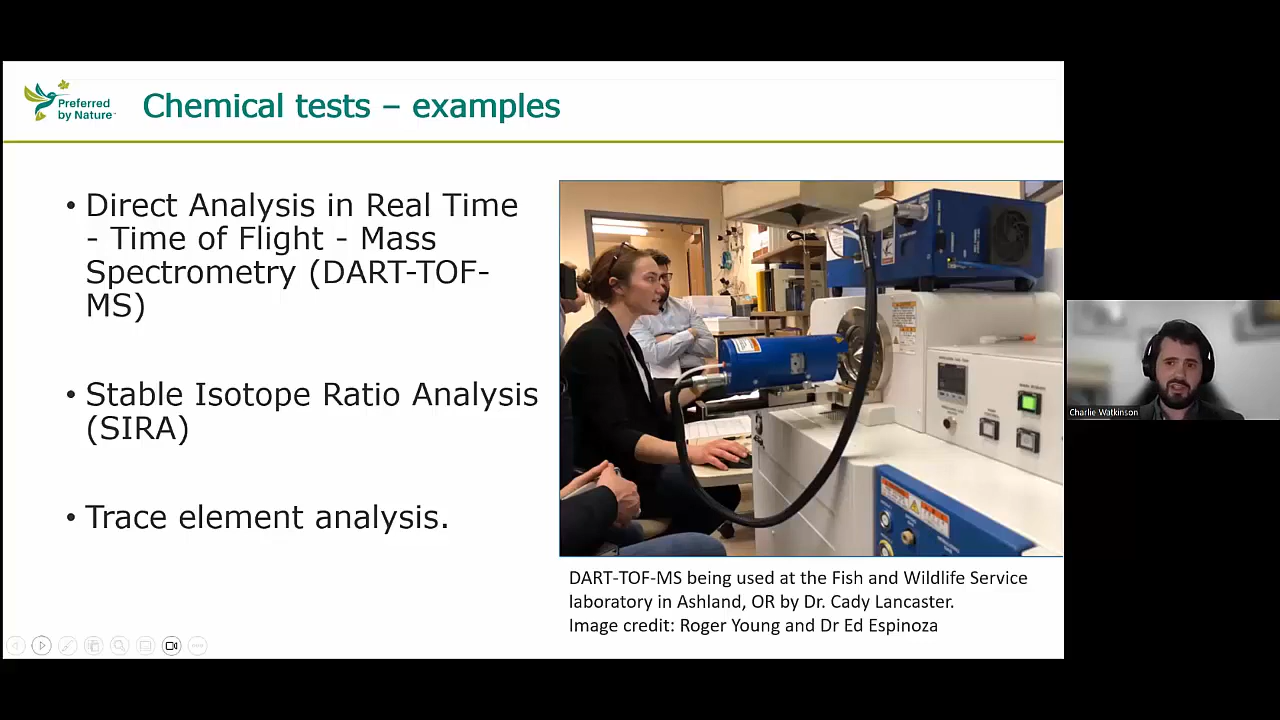 Preferred
by Nature™
Chemical tests – examples
• Direct Analysis in Real Time
- Time of Flight - Mass
Spectrometry (DART-TOF-
MS)
• Stable Isotope Ratio Analysis
(SIRA)
• Trace element analysis.
DART-TOF-MS being used at the Fish and Wildlife Service
laboratory in Ashland, OR by Dr. Cady Lancaster.
Image credit: Roger Young and Dr Ed Espinoza
Charlie Watkinson